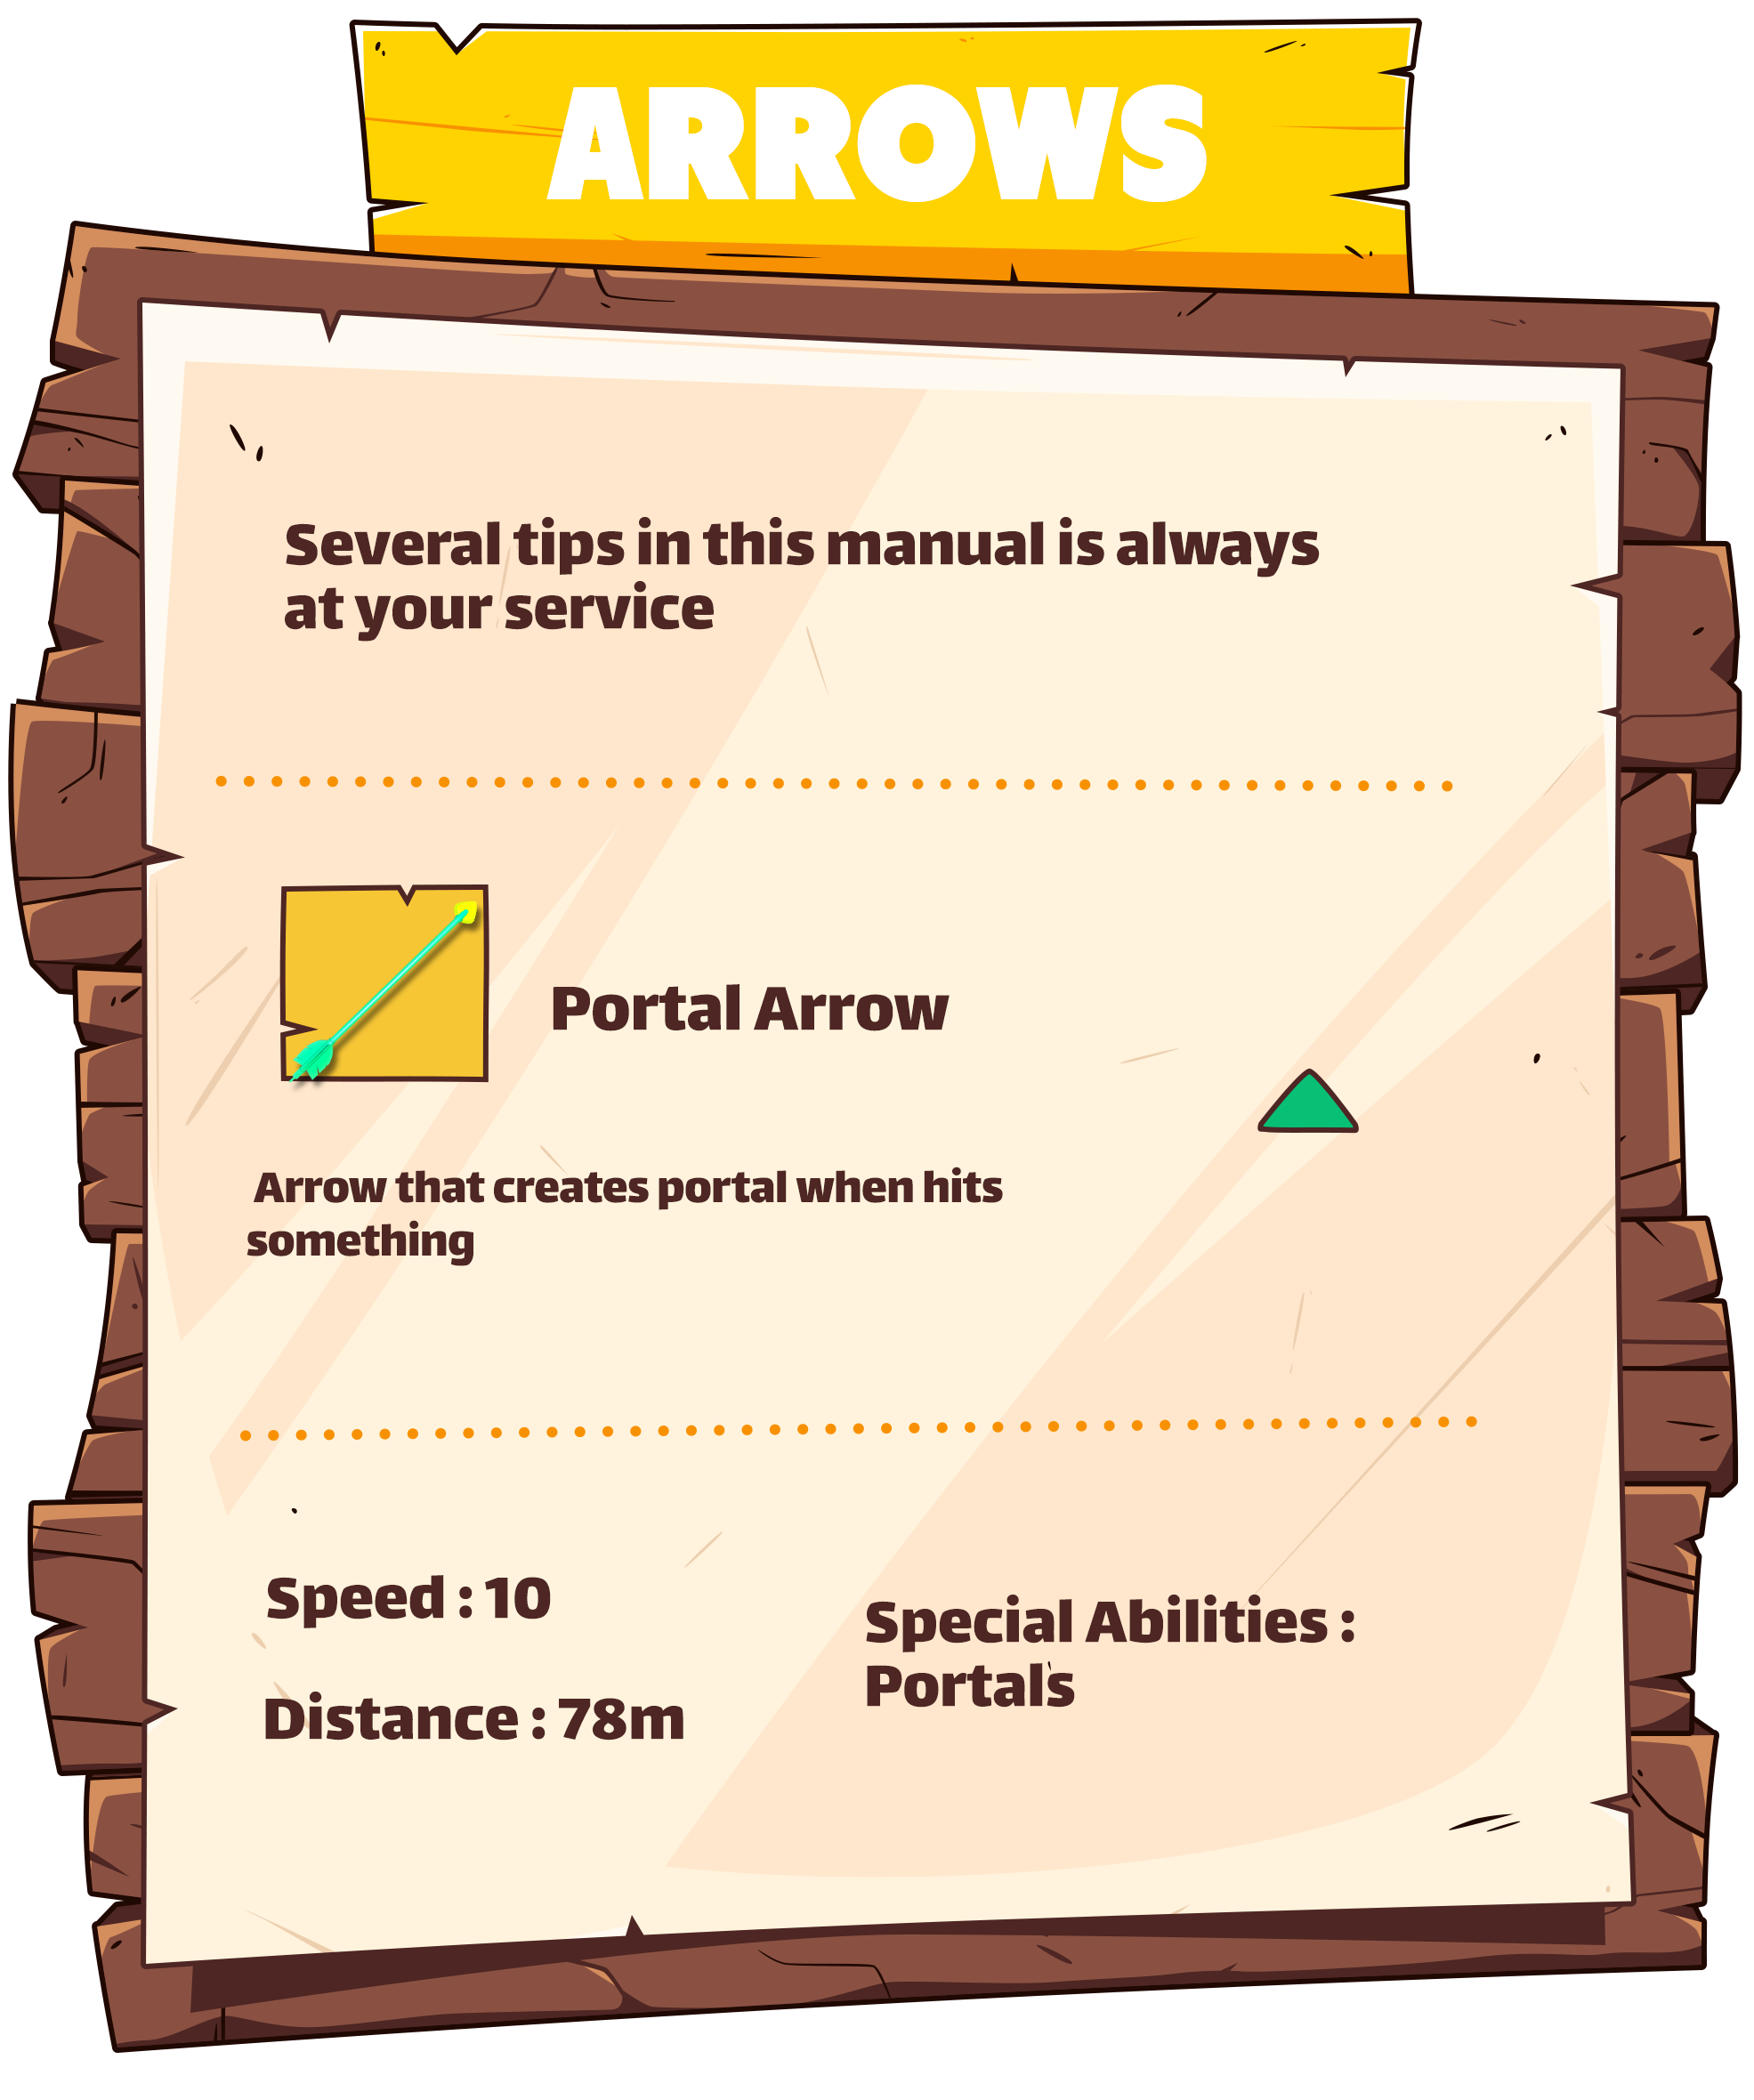 ARROWS
Several tips in this manual is always
at your service
Portal Arrow
Arrow that creates portal when hits
something
Speed : 10
Distance : 78m
Special Abilities :
Portals